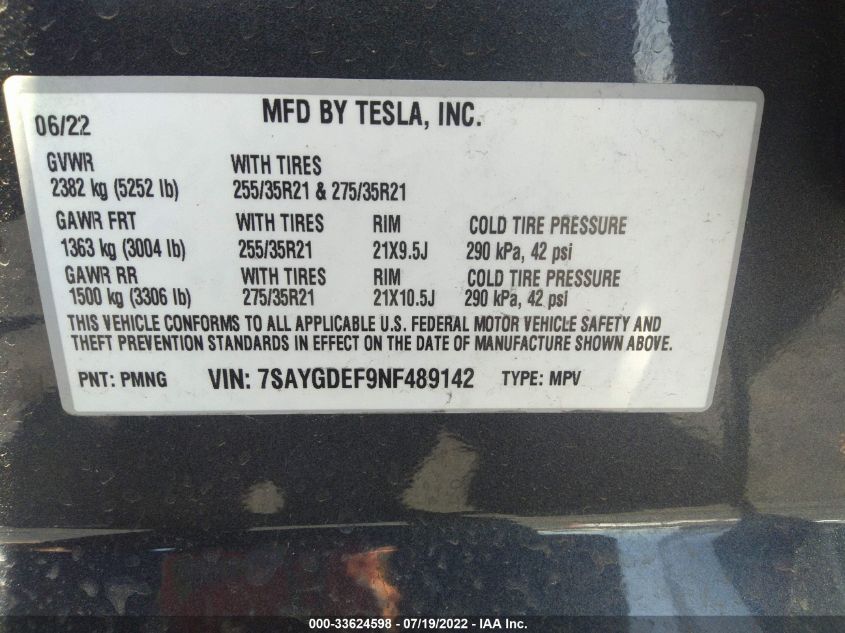 06/22 MFD BY TESLA, INC.
GVWR WITH TIRES
2382 kg (5252 lb) 255/35R21 & 275/35R21
GAWR FRT WITH TIRES RIM COLD TIRE PRESSURE
1363 kg (3004 lb) 255/35R21 21X9.5J 290 kPa, 42 psi
GAWR RR WITH TIRES RIM COLD TIRE PRESSURE
1500 kg (3306 lb) 275/35R21 21X10.5J 290 kPa, 42 psi
THIS VEHICLE CONFORMS TO ALL APPLICABLE U.S. FEDERAL MOTOR VEHICLE SAFETY AND
THEFT PREVENTION STANDARDS IN EFFECT ON THE DATE OF MANUFACTURE SHOWN ABOVE.
PNT: PMNG VIN: 7SAYGDEF9NF489142 TYPE: MPV
000-33624598 - 07/19/2022 - IAA Inc.